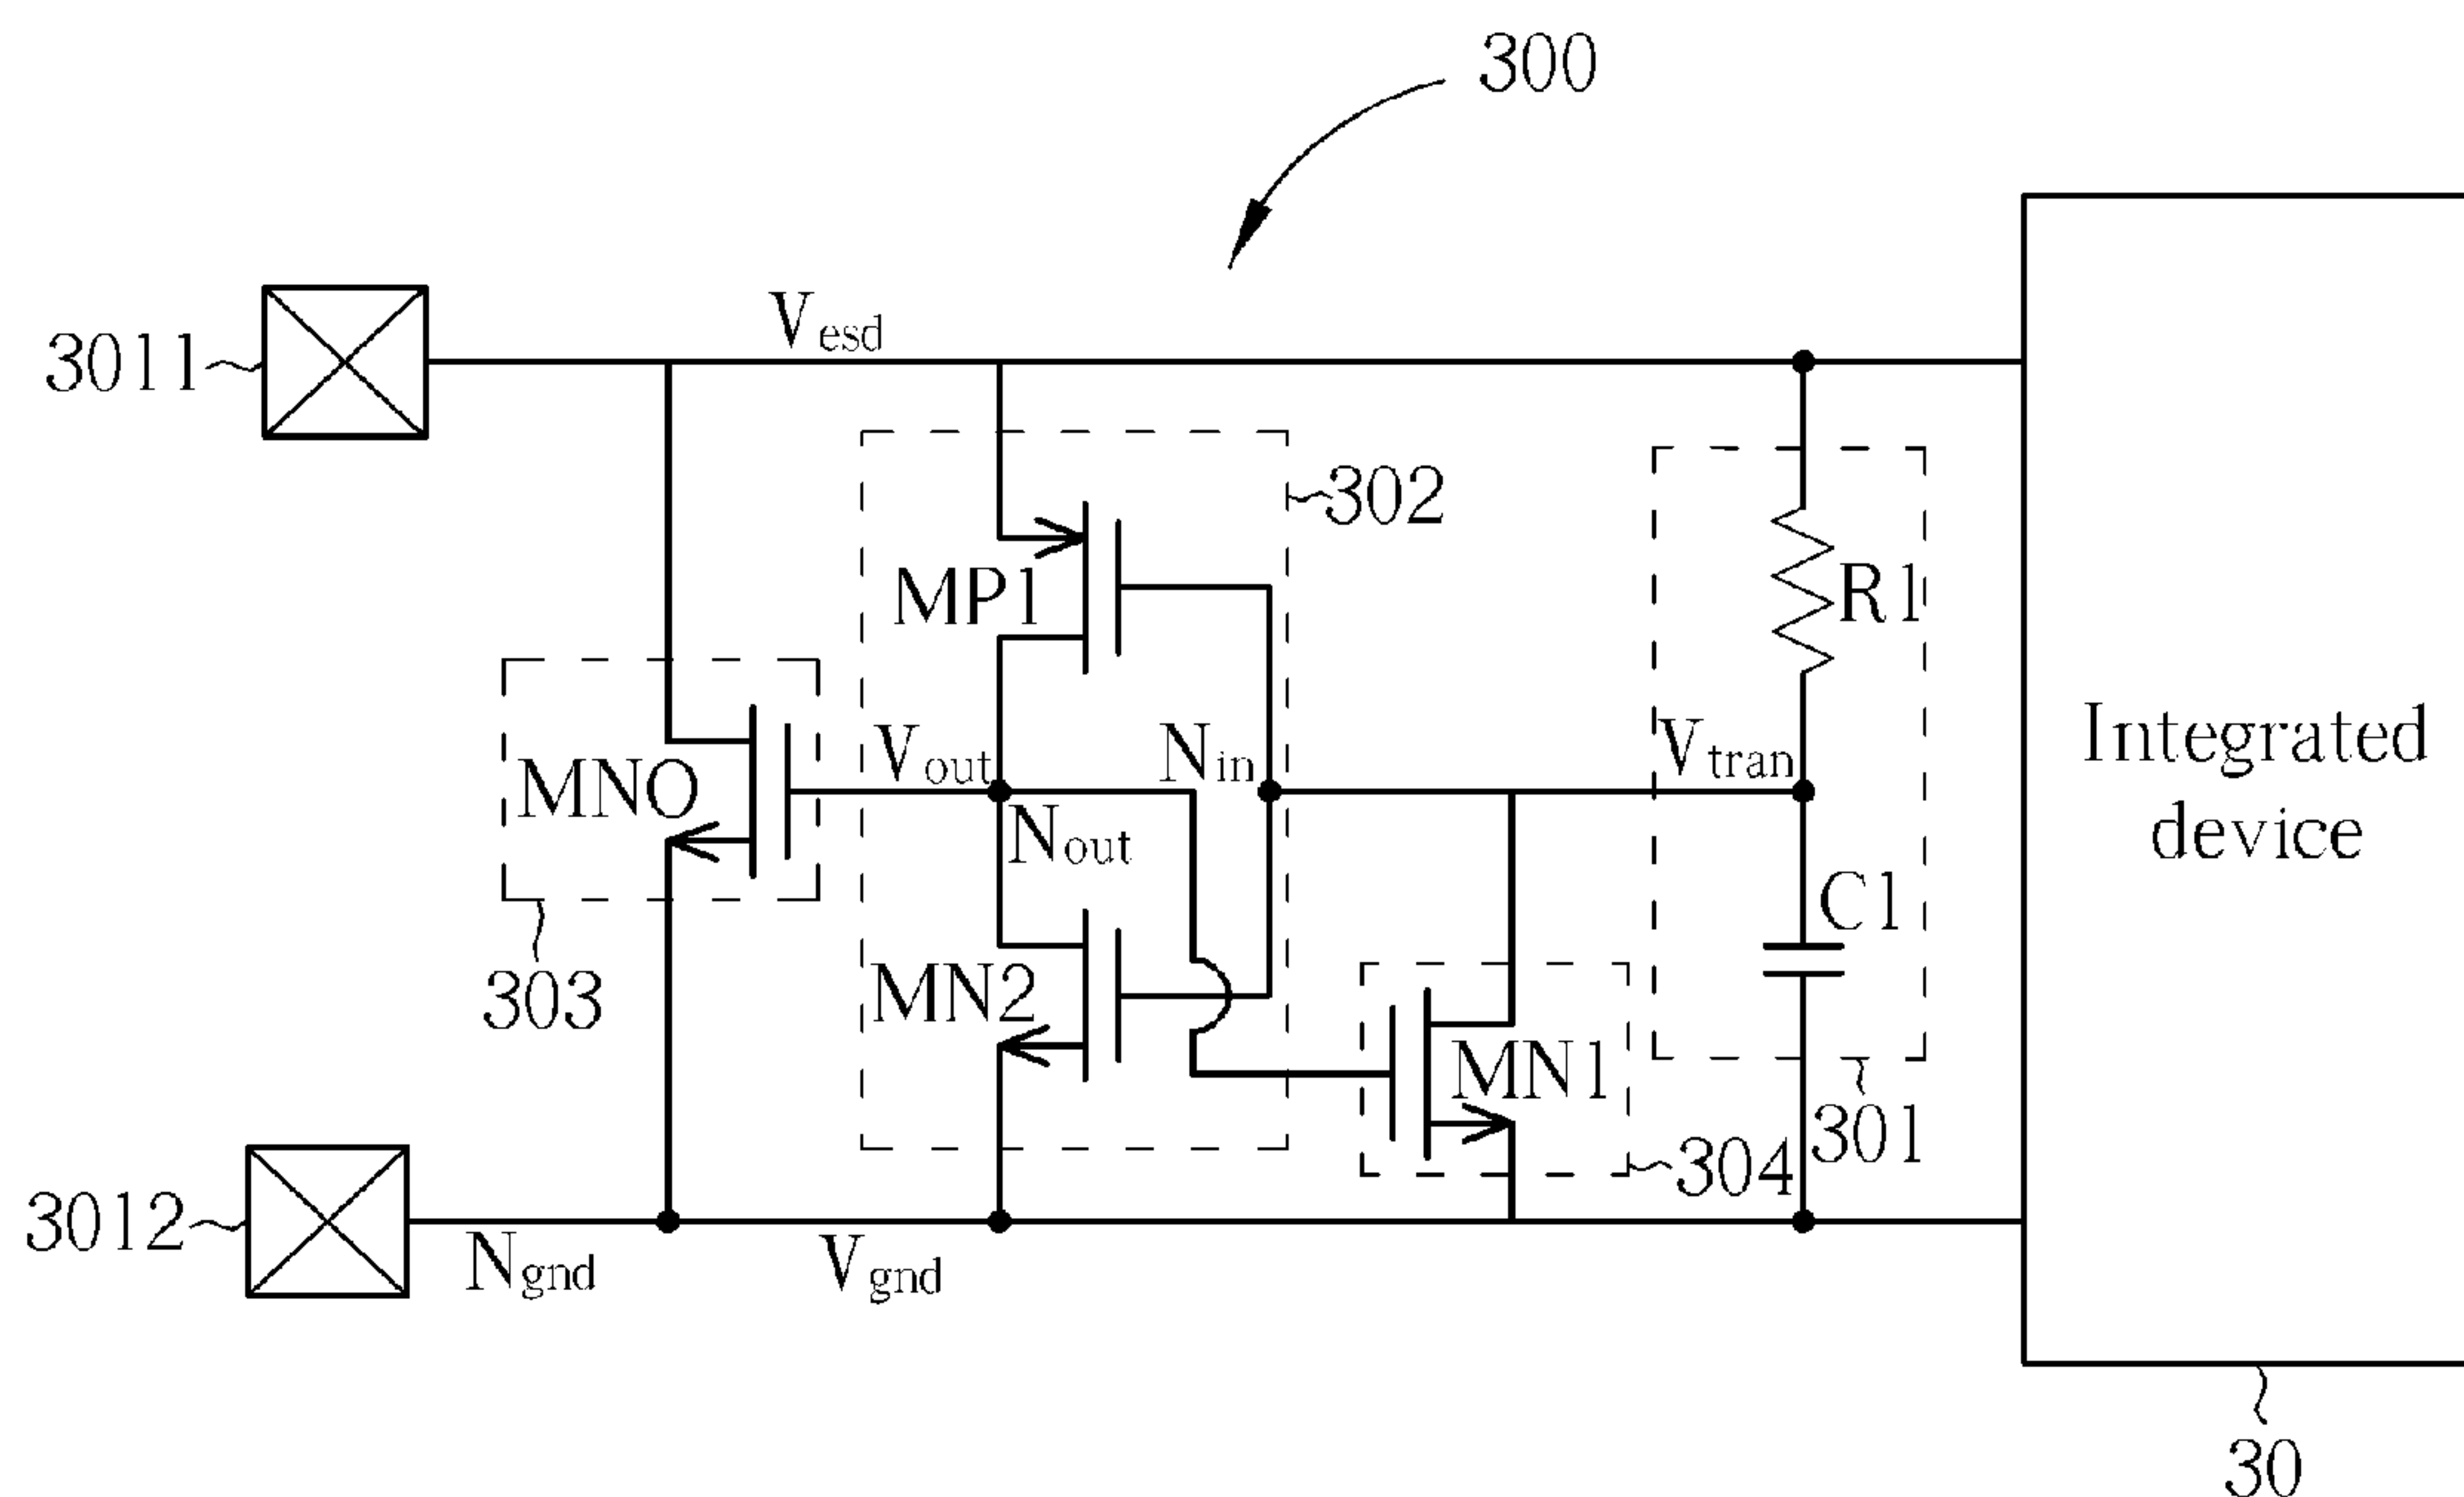 300
3011
Vesd
302
MP1
R1
MNO
Vout
Nin
Vtran
Integrated
device
Nout
C1
303
MN2
MN1
301
304
3012
Ngnd
Vgnd
30